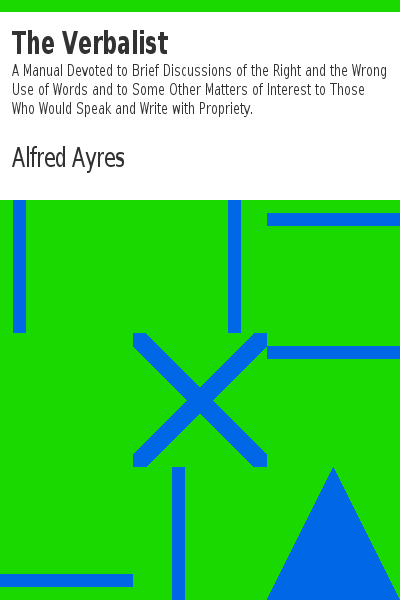 The Verbalist
A Manual Devoted to Brief Discussions of the Right and the Wrong
Use of Words and to Some Other Matters of Interest to Those
Who Would Speak and Write with Propriety.
Alfred Ayres